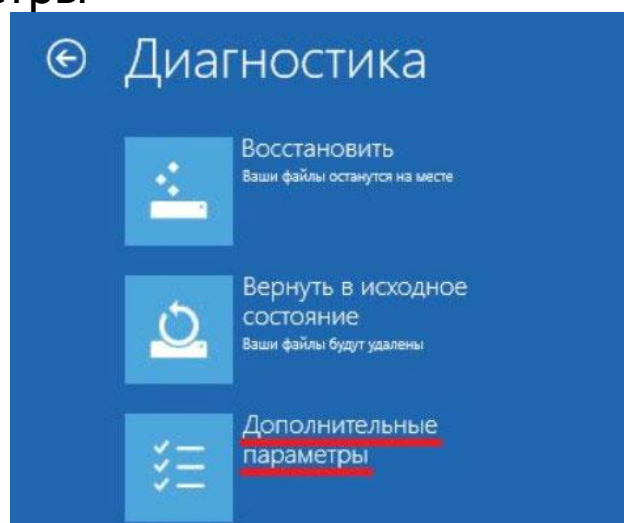 Диагностика
Восстановить
Ваши файлы останутся на месте
Вернуть в исходное
состояние
Ваши файлы будут удалены
Дополнительные
параметры